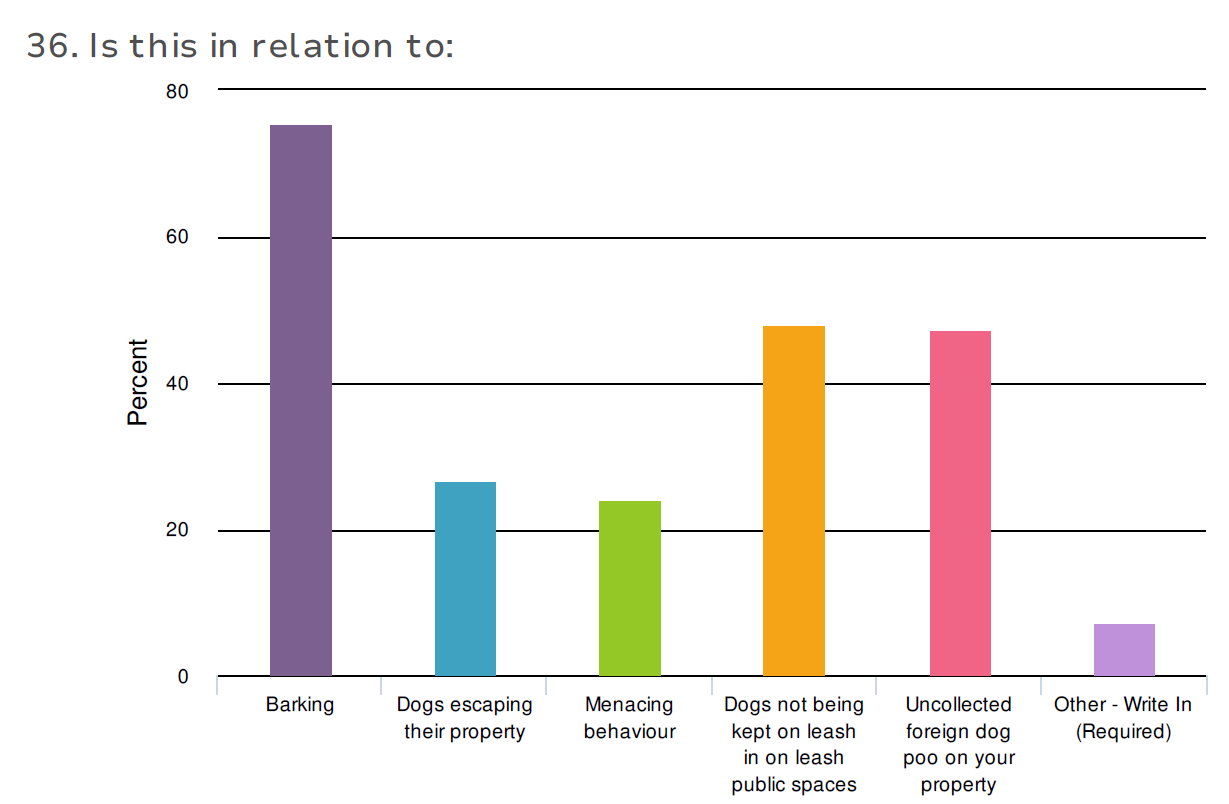 36. Is this in relation to:
80
60
40
20
0
Percent
Barking
Dogs escaping
their property
Menacing
behaviour
Dogs not being
kept on leash
in on leash
public spaces
Uncollected
foreign dog
poo on your
property
Other - Write In
(Required)